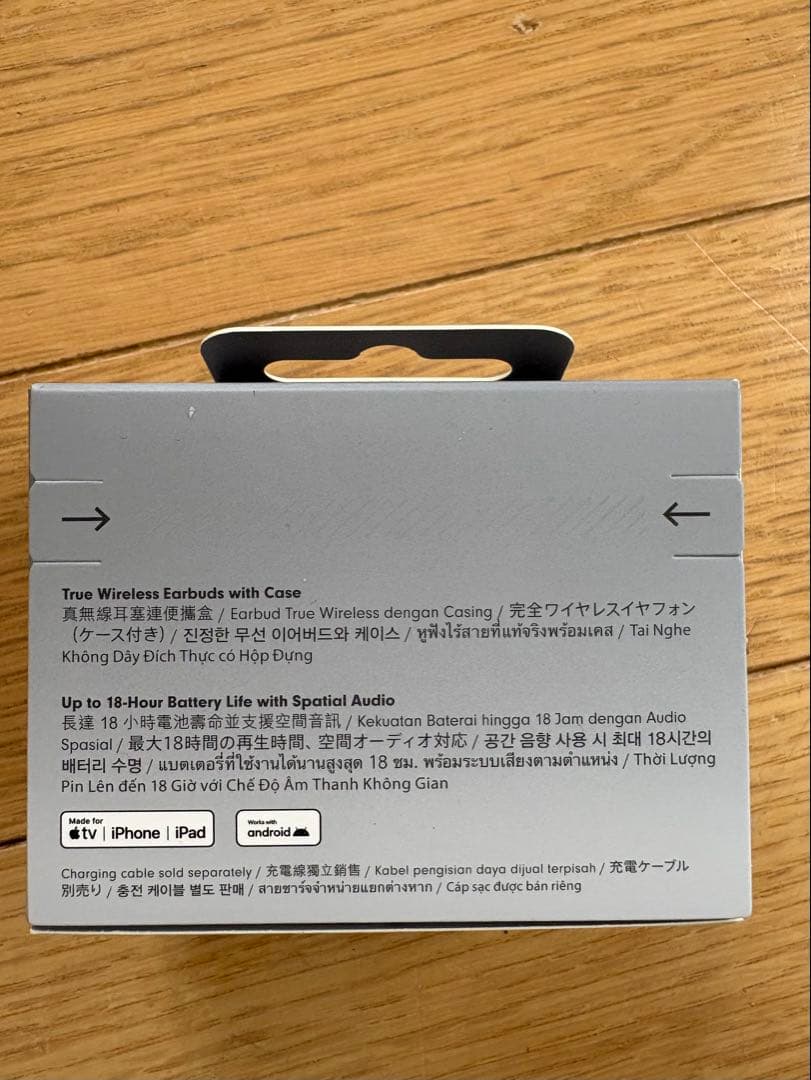 True Wireless Earbuds with Case
真無線耳塞連便攜盒 / Earbud True Wireless dengan Casing / 完全ワイヤレスイヤフォン
（ケース付き）/ 진정한 무선 이어버드와 케이스 / หูฟังไร้สายที่แท้จริงพร้อมเคส / Tai Nghe
Không Dây Đích Thực có Hộp Đựng
Up to 18-Hour Battery Life with Spatial Audio
長達 18 小時電池壽命並支援空間音訊 / Kekuatan Baterai hingga 18 Jam dengan Audio
Spasial / 最大18時間の再生時間、空間オーディオ対応 / 공간 음향 사용 시 최대 18시간의
배터리 수명 / แบตเตอรี่ที่ใช้งานได้นานสูงสุด 18 ชม. พร้อมระบบเสียงตามตำแหน่ง / Thời Lượng
Pin Lên đến 18 Giờ với Chế Độ Âm Thanh Không Gian
Made for
tv | iPhone | iPad
Works with
android
Charging cable sold separately / 充電線獨立銷售 / Kabel pengisian daya dijual terpisah / 充電ケーブル
別売り / 충전 케이블 별도 판매 / สายชาร์จจำหน่ายแยกต่างหาก / Cáp sạc được bán riêng